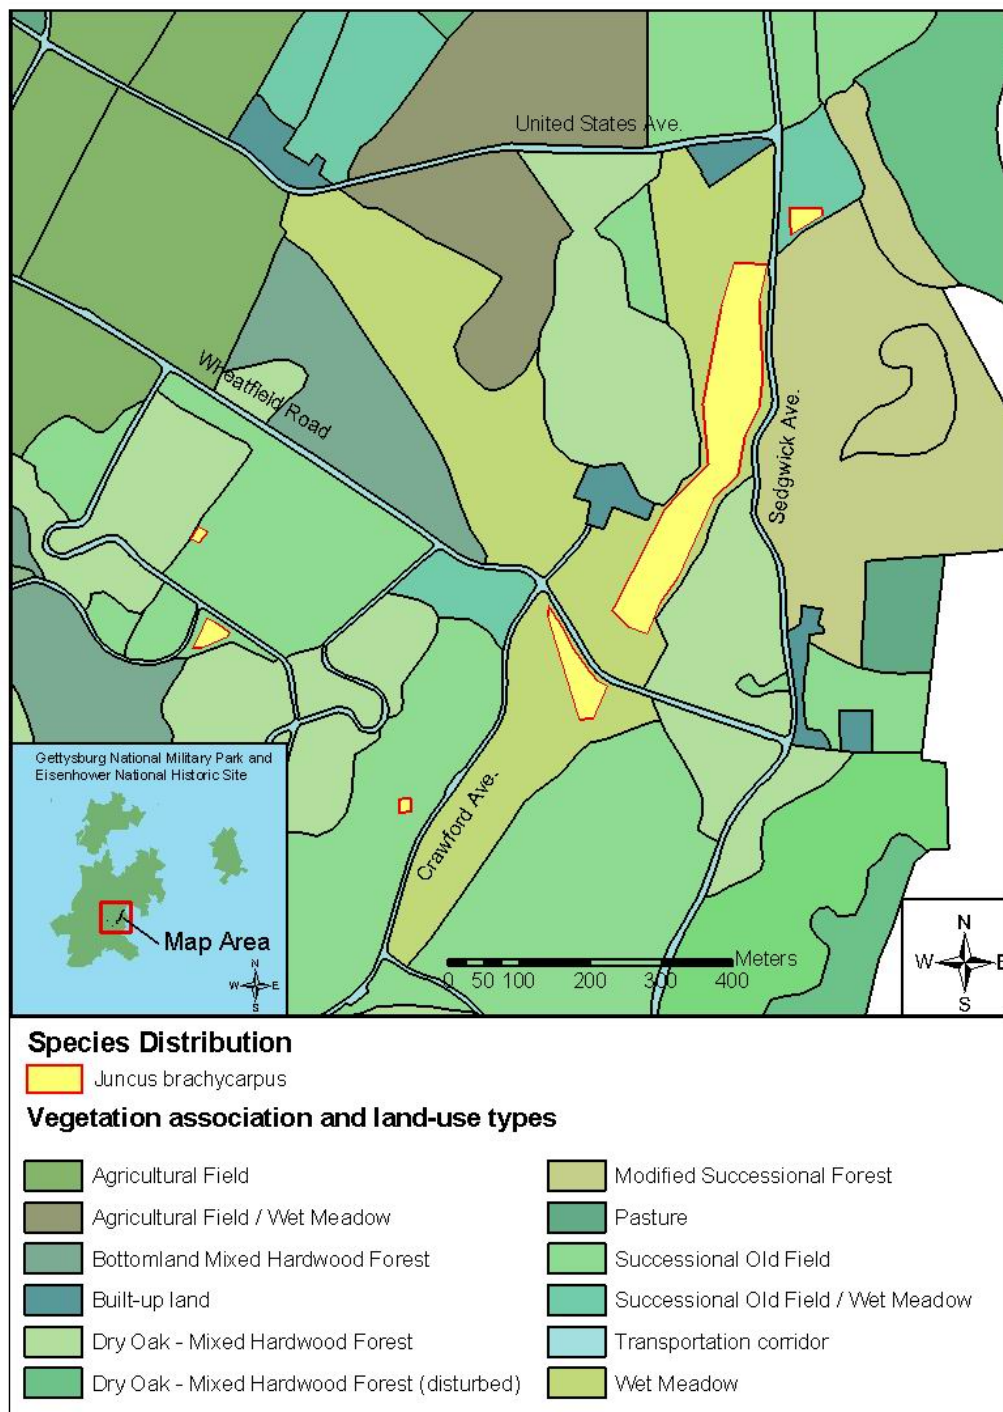 United States Ave.
Wheatfield Road
Sedgwick Ave.
Crawford Ave.
Gettysburg National Military Park and
Eisenhower National Historic Site
Map Area
N
W E
S
Meters
0 50 100 200 300 400
N
W E
S
Species Distribution
Juncus brachycarpus
Vegetation association and land-use types
Agricultural Field
Agricultural Field / Wet Meadow
Bottomland Mixed Hardwood Forest
Built-up land
Dry Oak - Mixed Hardwood Forest
Dry Oak - Mixed Hardwood Forest (disturbed)
Modified Successional Forest
Pasture
Successional Old Field
Successional Old Field / Wet Meadow
Transportation corridor
Wet Meadow